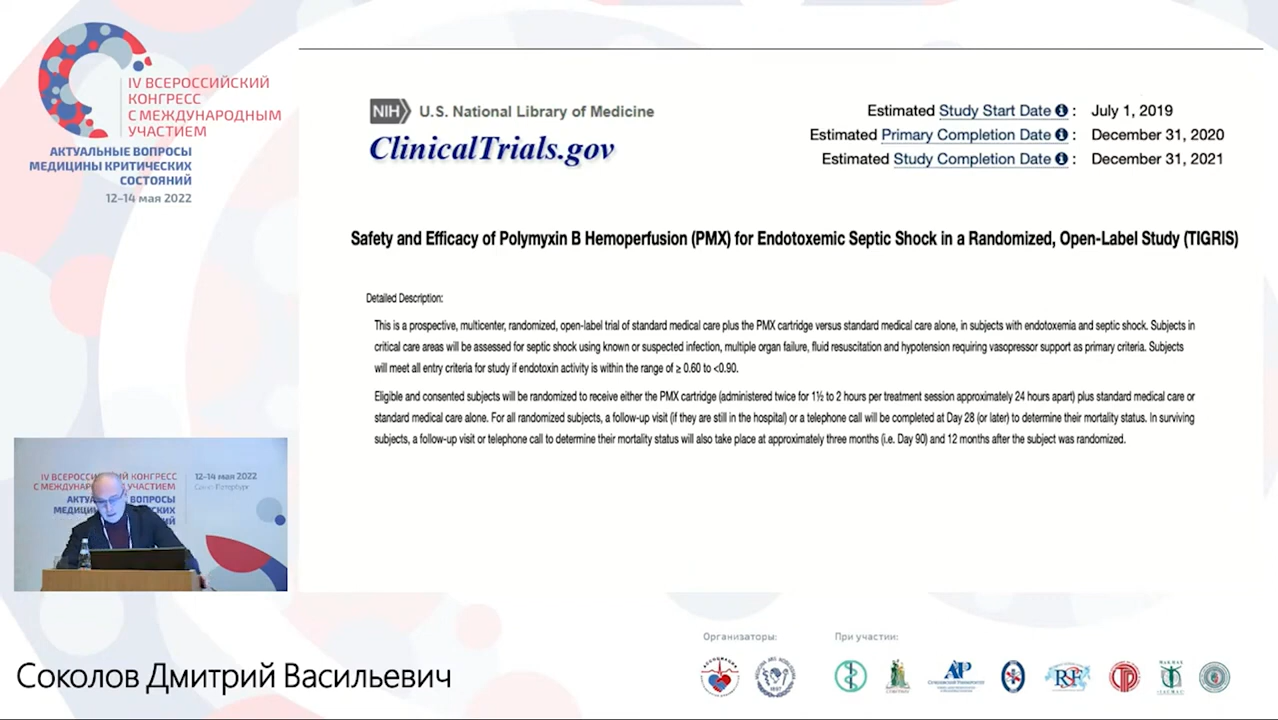 IV ВСЕРОССИЙСКИЙ
КОНГРЕСС
С МЕЖДУНАРОДНЫМ
УЧАСТИЕМ
АКТУАЛЬНЫЕ ВОПРОСЫ
МЕДИЦИНЫ КРИТИЧЕСКИХ
СОСТОЯНИЙ
12–14 мая 2022
NIH U.S. National Library of Medicine
ClinicalTrials.gov
Estimated Study Start Date : July 1, 2019
Estimated Primary Completion Date : December 31, 2020
Estimated Study Completion Date : December 31, 2021
Safety and Efficacy of Polymyxin B Hemoperfusion (PMX) for Endotoxemic Septic Shock in a Randomized, Open-Label Study (TIGRIS)
Detailed Description:
This is a prospective, multicenter, randomized, open-label trial of standard medical care plus the PMX cartridge versus standard medical care alone, in subjects with endotoxemia and septic shock. Subjects in
critical care areas will be assessed for septic shock using known or suspected infection, multiple organ failure, fluid resuscitation and hypotension requiring vasopressor support as primary criteria. Subjects
will meet all entry criteria for study if endotoxin activity is within the range of ≥ 0.60 to <0.90.
Eligible and consented subjects will be randomized to receive either the PMX cartridge (administered twice for 1½ to 2 hours per treatment session approximately 24 hours apart) plus standard medical care or
standard medical care alone. For all randomized subjects, a follow-up visit (if they are still in the hospital) or a telephone call will be completed at Day 28 (or later) to determine their mortality status. In surviving
subjects, a follow-up visit or telephone call to determine their mortality status will also take place at approximately three months (i.e. Day 90) and 12 months after the subject was randomized.
IV ВСЕРОСС ИЙ КОНГРЕСС
С МЕЖДУНАР УЧАСТИЕМ
АКТУА ВОПРОСЫ
МЕДИЦИН ЧЕСКИХ
ИЙ
12–14 мая 2022
Санкт-Петербург
Соколов Дмитрий Васильевич
Организаторы:
При участии: